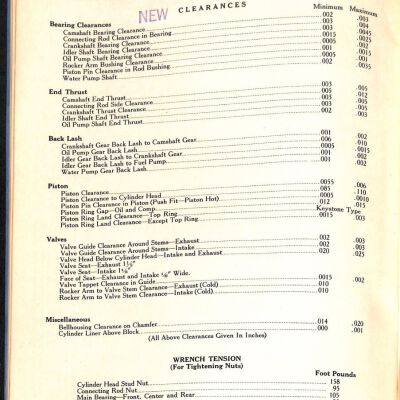 NEW
CLEARANCES
Minimum Maximum
Bearing Clearances
Camshaft Bearing Clearance .002 .003
Connecting Rod Clearance in Bearing .003 .004
Crankshaft Bearing Clearance .0015 .0045
Idler Shaft Bearing Clearance .0025
Oil Pump Shaft Bearing Clearance .0005 .002
Rocker Arm Bushing Clearance .001 .0015
Piston Pin Clearance in Rod Bushing .0005 .001
Water Pump Shaft .002 .0035
End Thrust
Camshaft End Thrust .003 .005
Connecting Rod Side Clearance .012
Crankshaft Thrust Clearance .003 .005
Idler Shaft End Thrust .003 .005
Oil Pump Shaft End Thrust .002 .003
Back Lash
Crankshaft Gear Back Lash to Camshaft Gear .001 .002
Oil Pump Gear Back Lash .006 .010
Idler Gear Back Lash to Crankshaft Gear .0005 .0015
Idler Gear Back Lash to Fuel Pump .001 .002
Water Pump Gear Back Lash .001 .002
Piston
Piston Clearance .0055 .006
Piston Clearance to Cylinder Head .085 .110
Piston Pin Clearance in Piston (Push Fit—Piston Hot) .0005 .0010
Piston Ring Gap—Oil and Comp. .012 .015
Piston Ring Land Clearance—Top Ring Keystone Type
Piston Ring Land Clearance—Except Top Ring .0015 .003
Valves
Valve Guide Clearance Around Stems—Exhaust .002 .003
Valve Guide Clearance Around Stems—Intake .002 .003
Valve Head Below Cylinder Head—Intake and Exhaust .020 .025
Valve Seat—Exhaust
Valve Seat—Intake
Face of Seat—Exhaust and Intake Wide.
Valve Tappet Clearance in Guide .0015 .002
Rocker Arm to Valve Stem Clearance—Exhaust (Cold) .010
Rocker Arm to Valve Stem Clearance—Intake (Cold) .010
Miscellaneous
Bellhousing Clearance on Chamfer .014 .020
Cylinder Liner Above Block .000 .001
(All Above Clearances Given In Inches)
WRENCH TENSION
(For Tightening Nuts)
Foot Pounds
Cylinder Head Stud Nut 158
Connecting Rod Nut 95
Main Bearing—Front, Center and Rear 105